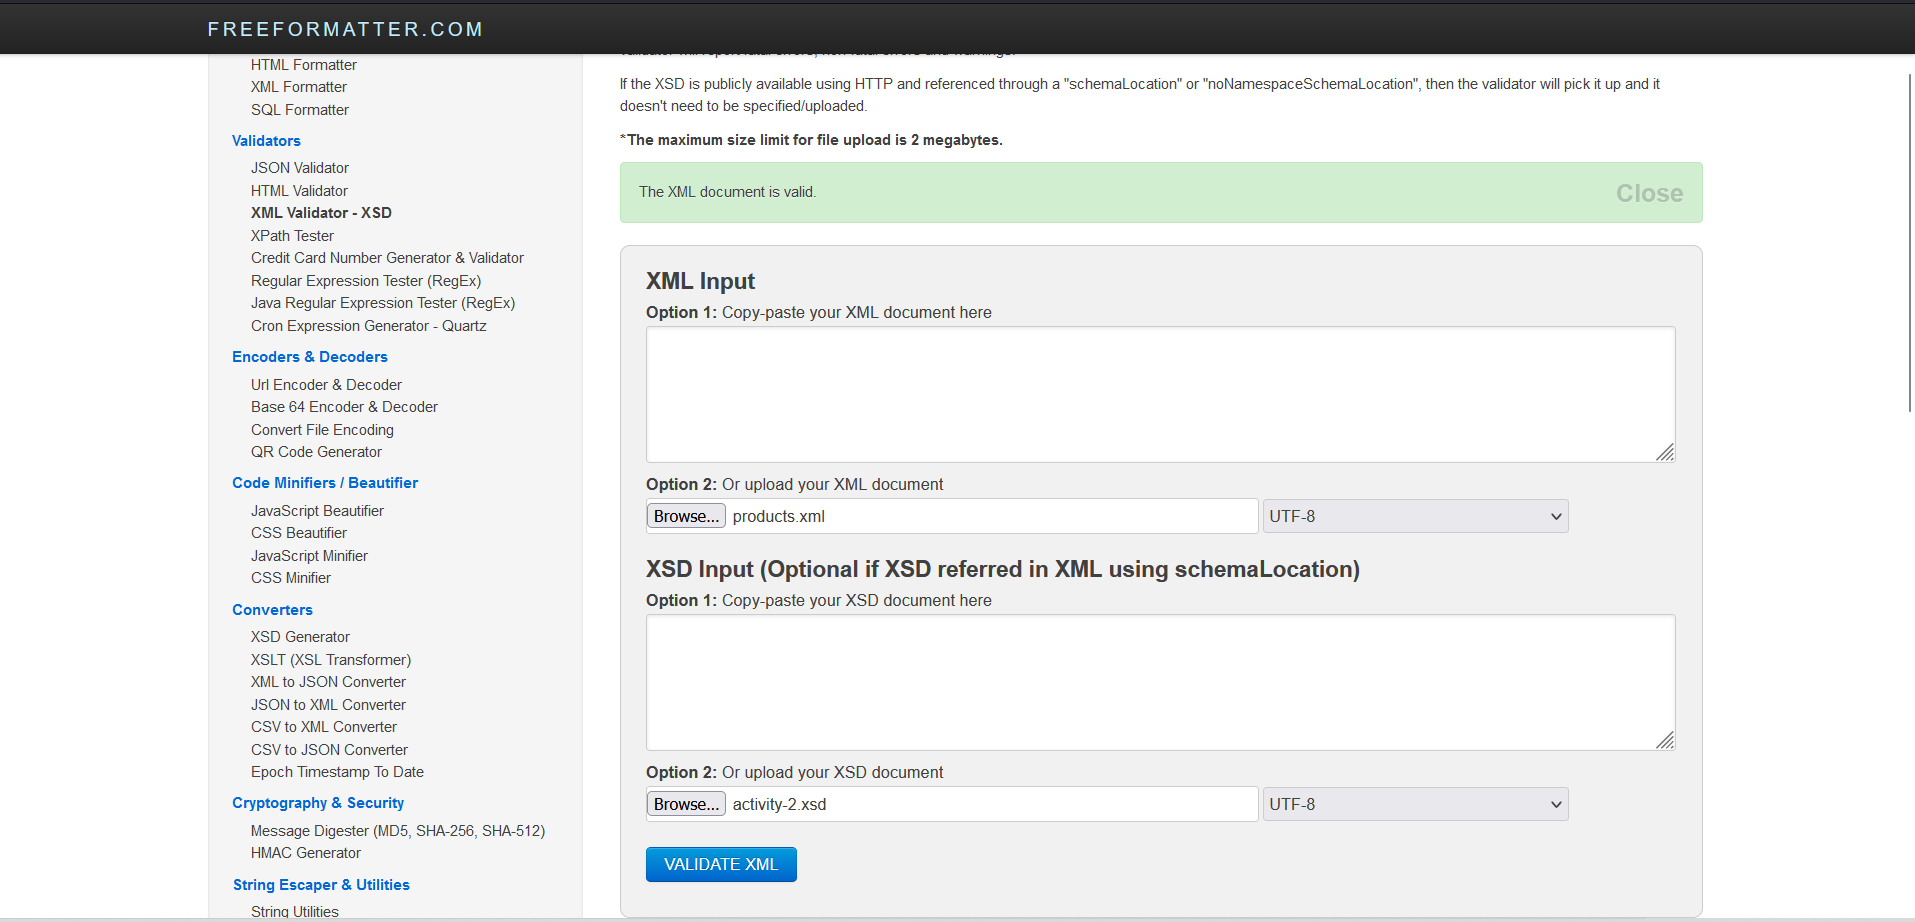 FREEFORMATTER.COM
HTML Formatter
XML Formatter
SQL Formatter
Validators
JSON Validator
HTML Validator
XML Validator - XSD
XPath Tester
Credit Card Number Generator & Validator
Regular Expression Tester (RegEx)
Java Regular Expression Tester (RegEx)
Cron Expression Generator - Quartz
Encoders & Decoders
Url Encoder & Decoder
Base 64 Encoder & Decoder
Convert File Encoding
QR Code Generator
Code Minifiers / Beautifier
JavaScript Beautifier
CSS Beautifier
JavaScript Minifier
CSS Minifier
Converters
XSD Generator
XSLT (XSL Transformer)
XML to JSON Converter
JSON to XML Converter
CSV to XML Converter
CSV to JSON Converter
Epoch Timestamp To Date
Cryptography & Security
Message Digester (MD5, SHA-256, SHA-512)
HMAC Generator
String Escaper & Utilities
String Utilities
If the XSD is publicly available using HTTP and referenced through a "schemaLocation" or "noNamespaceSchemaLocation", then the validator will pick it up and it
doesn't need to be specified/uploaded.
*The maximum size limit for file upload is 2 megabytes.
The XML document is valid.
Close
XML Input
Option 1: Copy-paste your XML document here
Option 2: Or upload your XML document
Browse... products.xml
UTF-8
XSD Input (Optional if XSD referred in XML using schemaLocation)
Option 1: Copy-paste your XSD document here
Option 2: Or upload your XSD document
Browse... activity-2.xsd
UTF-8
VALIDATE XML